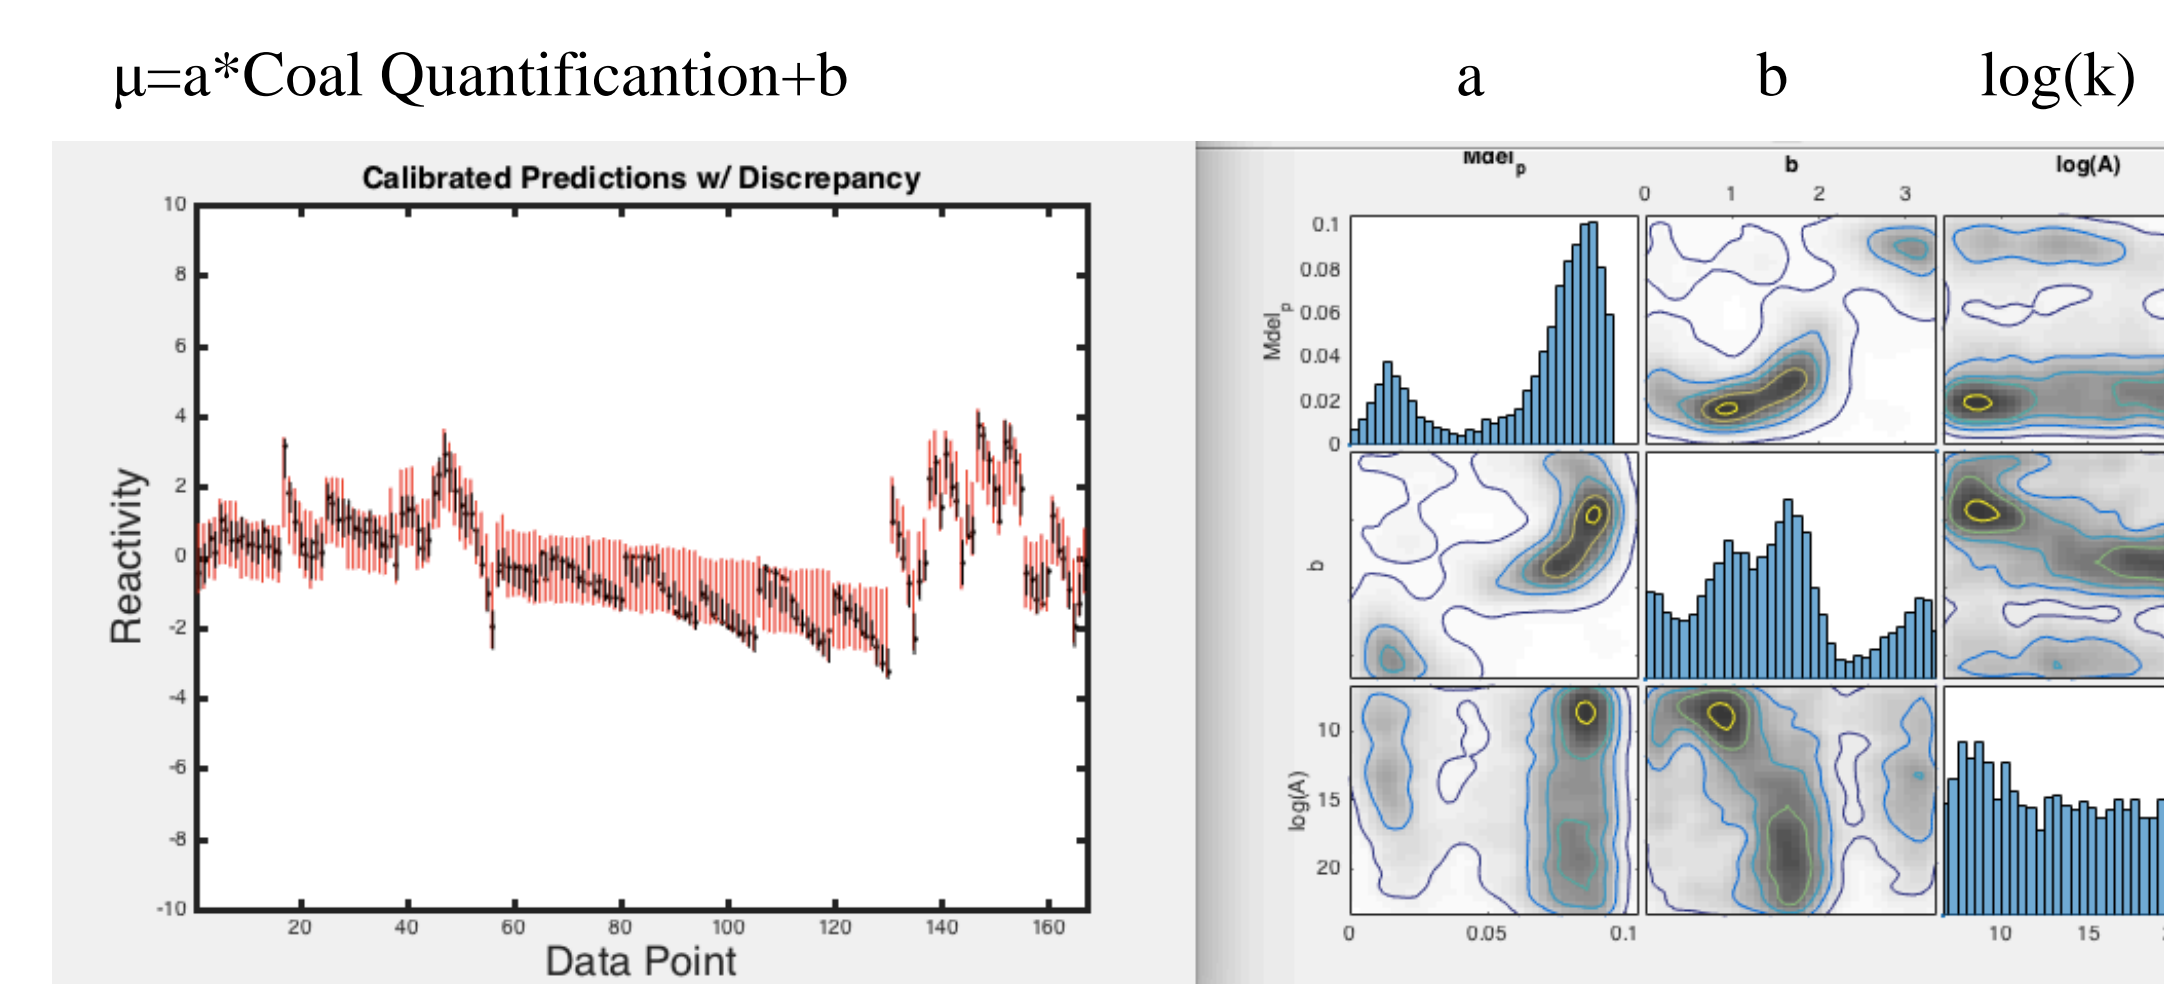 μ=a*Coal Quantificantion+b
a b log(k)
Calibrated Predictions w/ Discrepancy
10
8
6
4
2
0
-2
-4
-6
-8
-10
Reactivity
20 40 60 80 100 120 140 160
Data Point
Mdel_p b log(A)
0 1 2 3
Mdel_p
0.1
0.08
0.06
0.04
0.02
0
b
log(A)
10
15
20
0 0.05 0.1
10 15